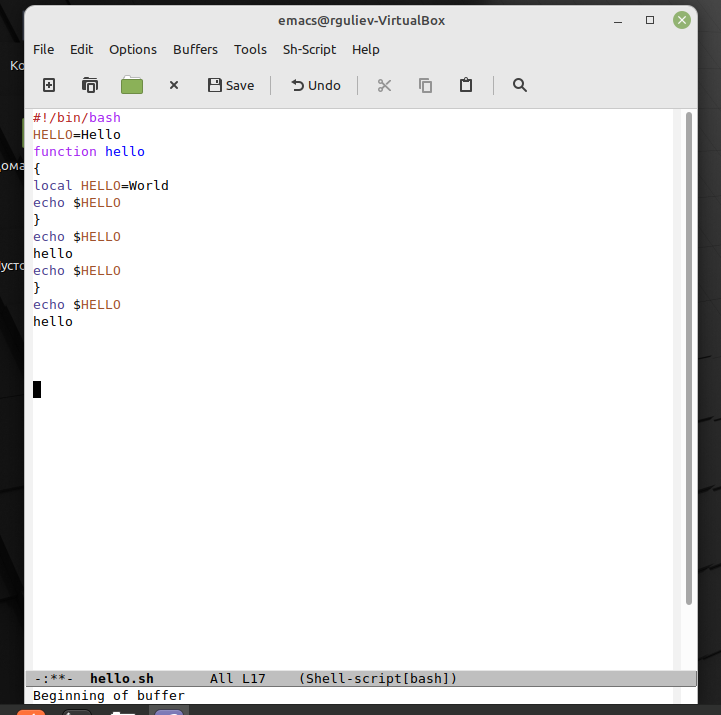 emacs@rguliev-VirtualBox
File Edit Options Buffers Tools Sh-Script Help
Save Undo
#!/bin/bash
HELLO=Hello
function hello
{
local HELLO=World
echo $HELLO
}
echo $HELLO
hello
echo $HELLO
}
echo $HELLO
hello
-:**- hello.sh All L17 (Shell-script[bash])
Beginning of buffer